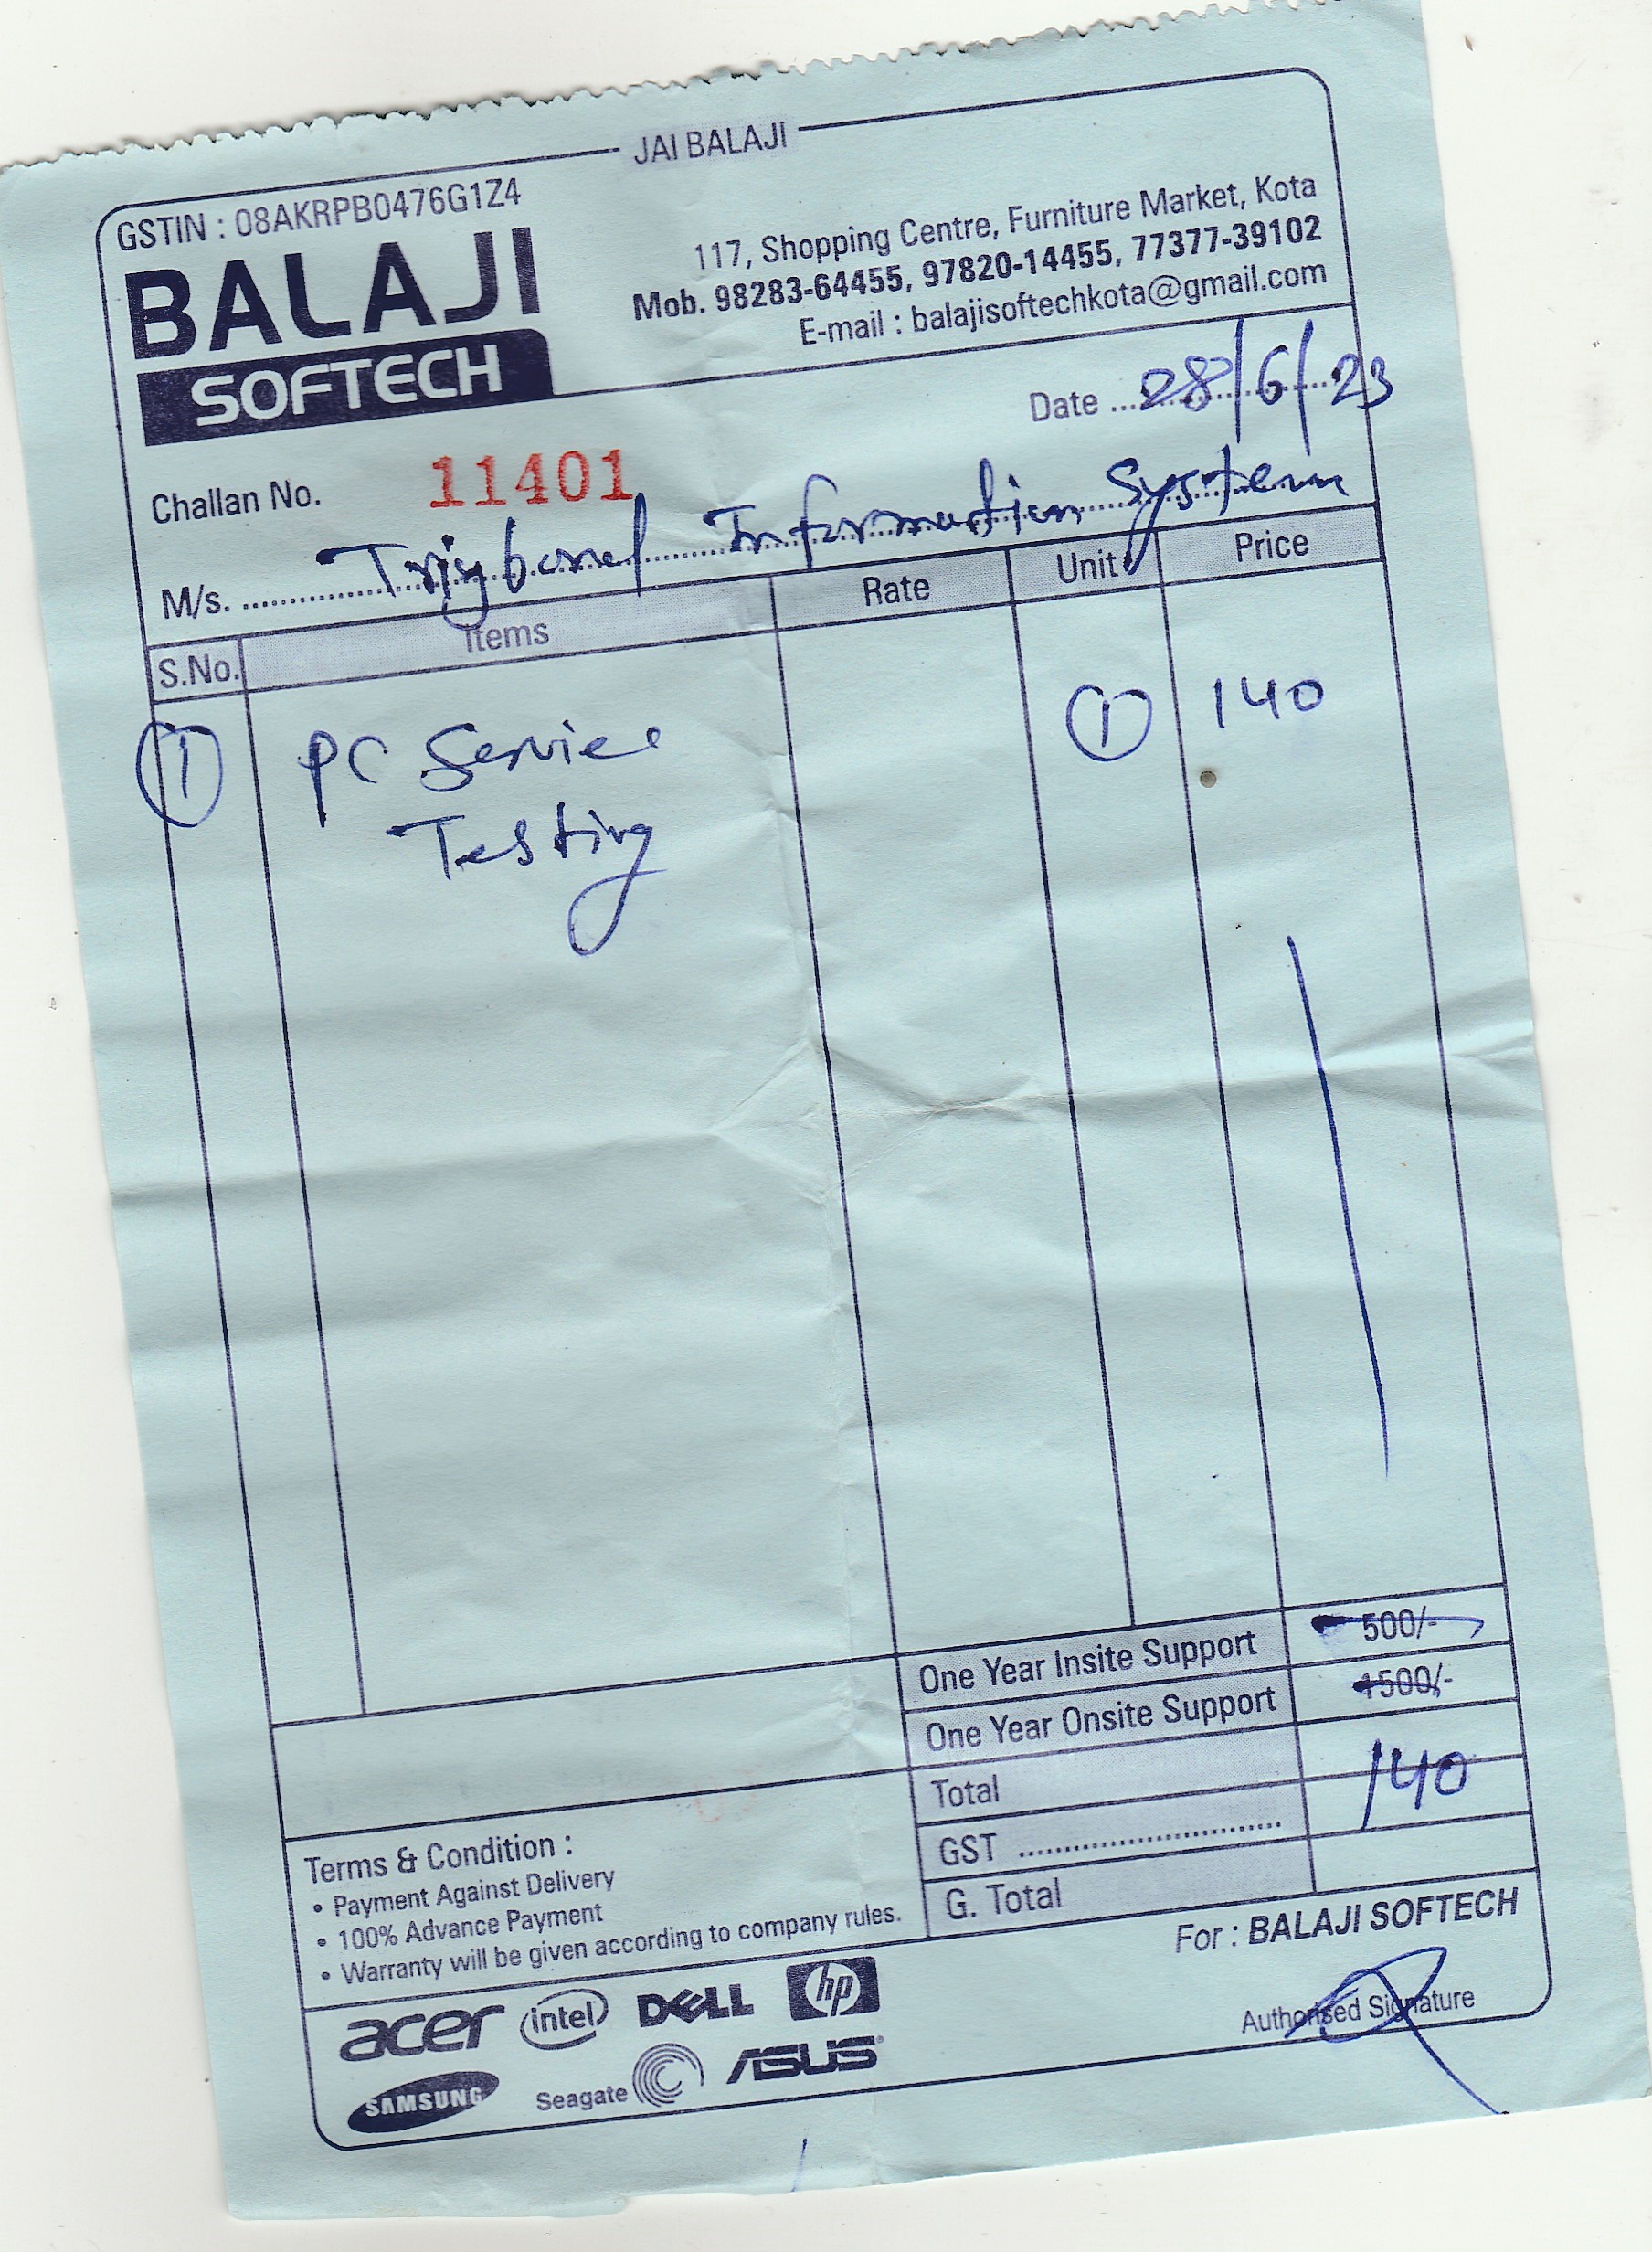 JAI BALAJI
GSTIN : 08AKRPB0476G1Z4
BALAJI
SOFTECH
117, Shopping Centre, Furniture Market, Kota
Mob. 98283-64455, 97820-14455, 77377-39102
E-mail : balajisoftechkota@gmail.com
Date 28/6/23
Challan No. 11401
M/s. Information System
S.No. Items Rate Unit Price
1 PC Service 1 140
Testing
One Year Insite Support 500/-
One Year Onsite Support 1500/-
Total 140
GST
G. Total
Terms & Condition :
• Payment Against Delivery
• 100% Advance Payment
• Warranty will be given according to company rules.
For : BALAJI SOFTECH
Authorised Signature
acer intel DELL hp
SAMSUNG Seagate ASUS